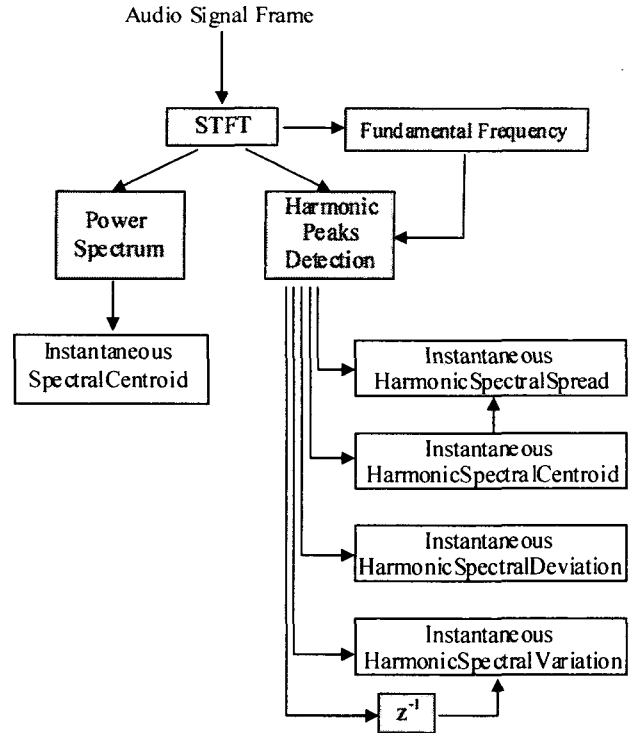 Audio Signal Frame
STFT
Fundamental Frequency
Power
Spectrum
Harmonic
Peaks
Detection
Instantaneous
SpectralCentroid
Instantaneous
HarmonicSpectralSpread
Instantaneous
HarmonicSpectralCentroid
Instantaneous
HarmonicSpectralDeviation
Instantaneous
HarmonicSpectralVariation
z⁻¹